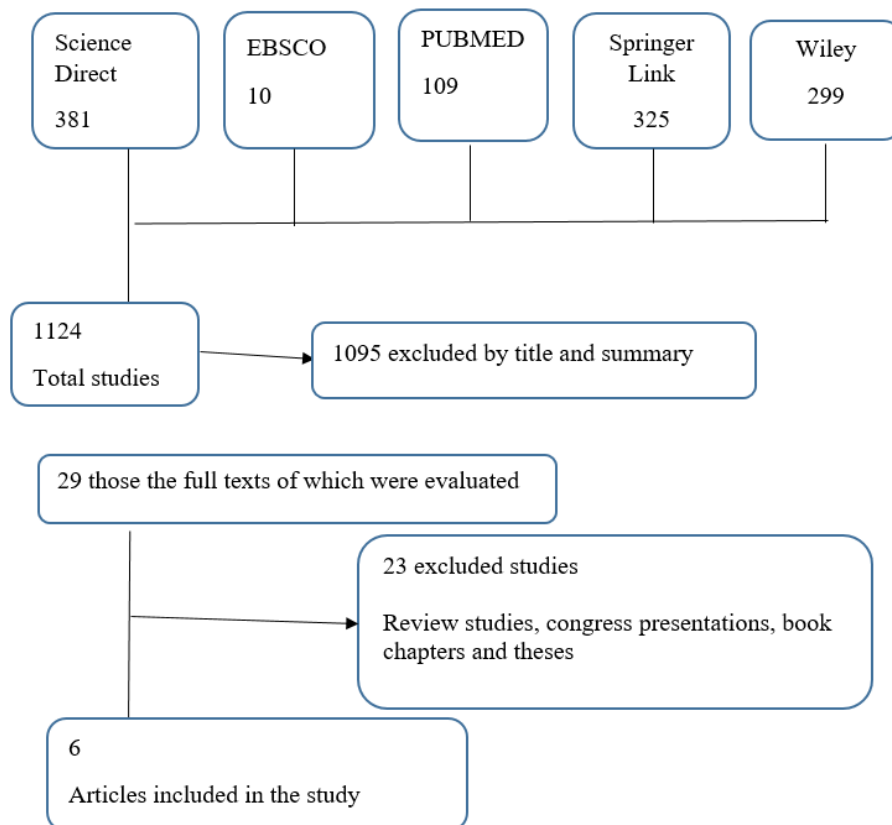 Science
Direct
381
EBSCO
10
PUBMED
109
Springer
Link
325
Wiley
299
1124
Total studies
1095 excluded by title and summary
29 those the full texts of which were evaluated
23 excluded studies
Review studies, congress presentations, book
chapters and theses
6
Articles included in the study